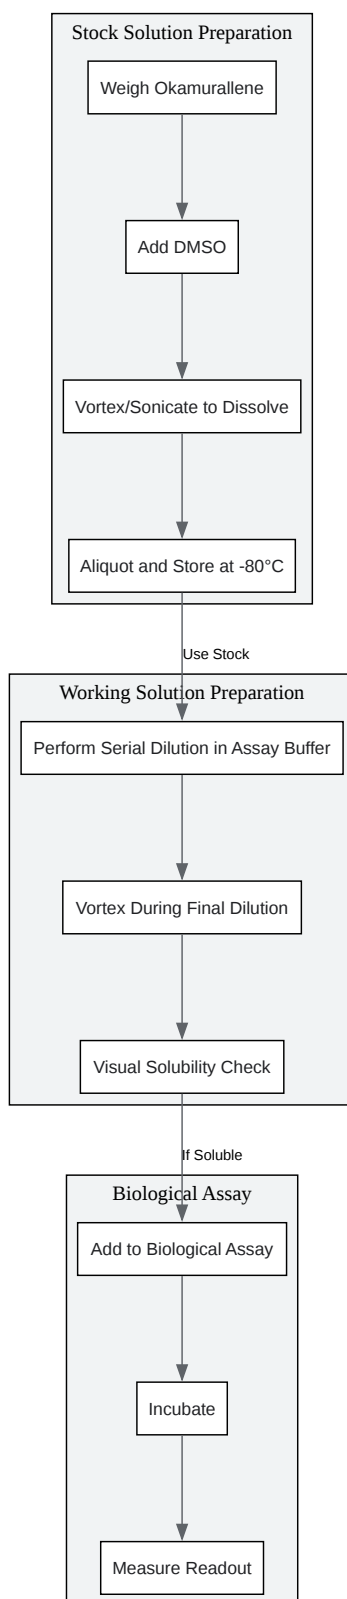 Stock Solution Preparation
Weigh Okamurallene
Add DMSO
Vortex/Sonicate to Dissolve
Aliquot and Store at -80°C
Use Stock
Working Solution Preparation
Perform Serial Dilution in Assay Buffer
Vortex During Final Dilution
Visual Solubility Check
If Soluble
Biological Assay
Add to Biological Assay
Incubate
Measure Readout